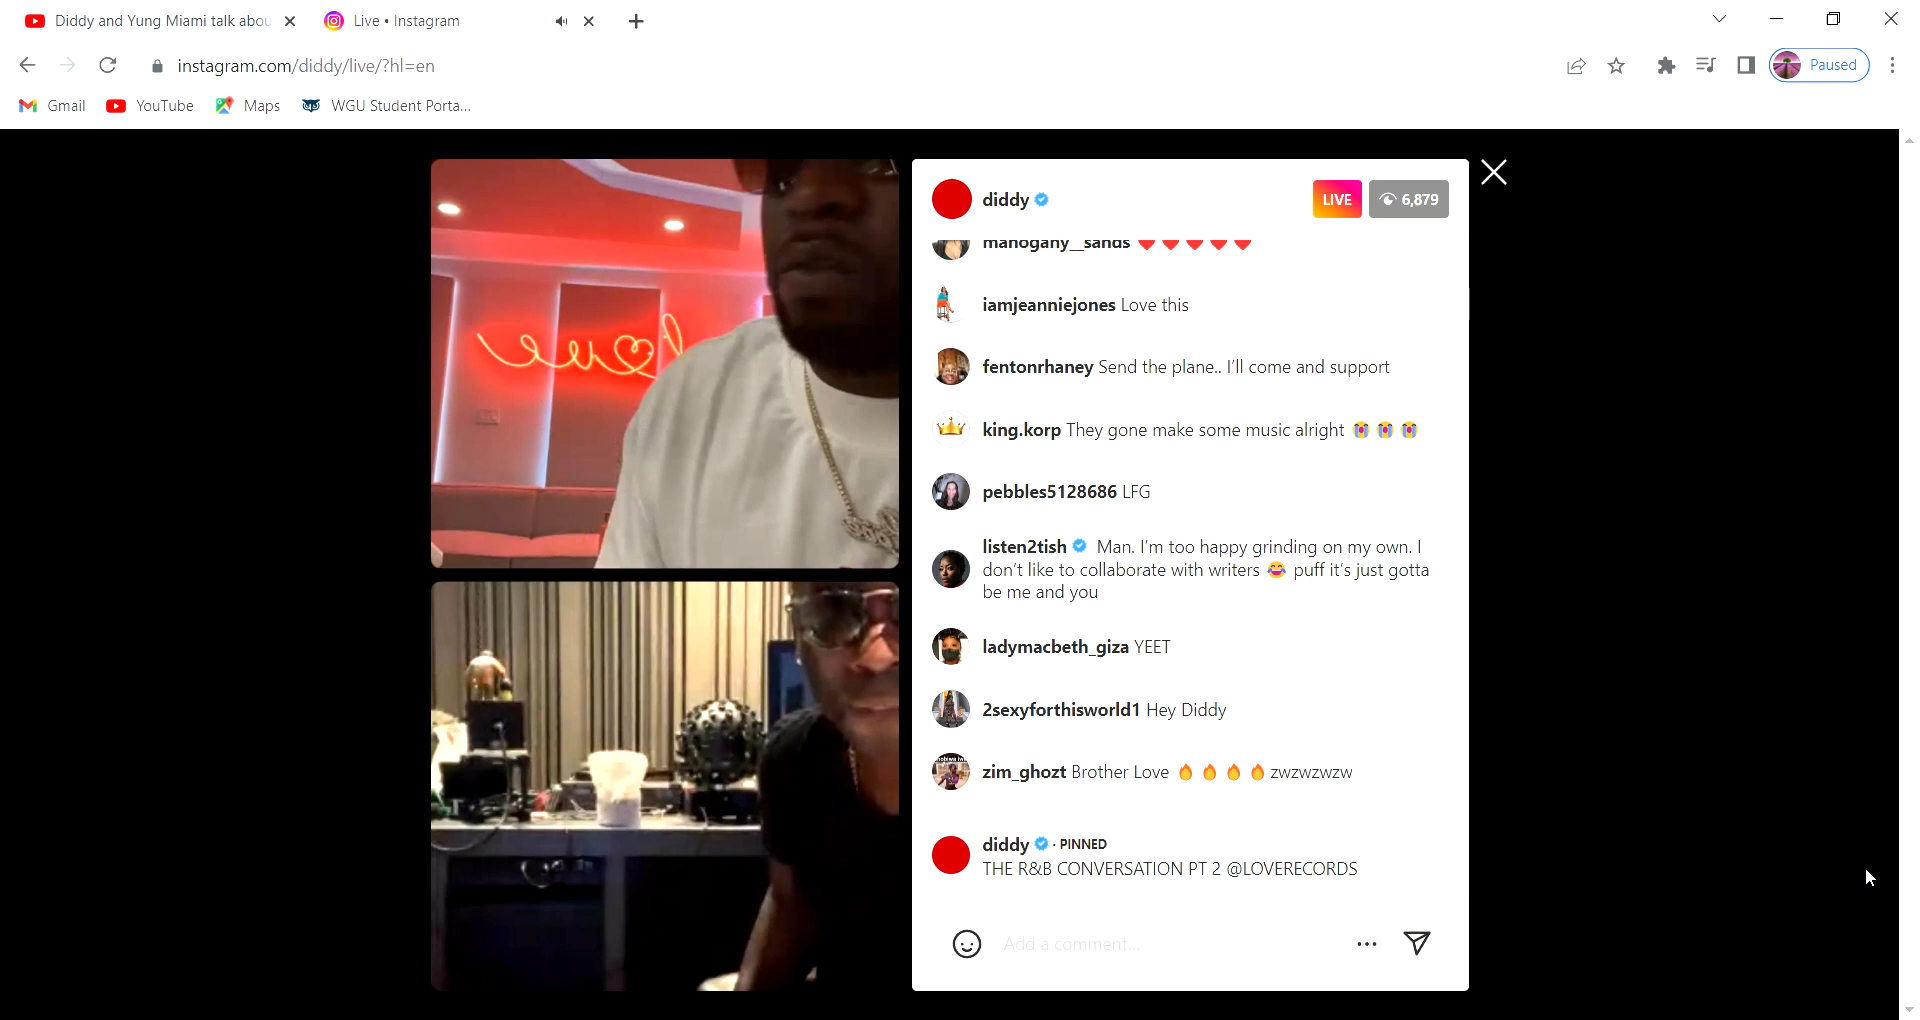 Diddy and Yung Miami talk abou
Live • Instagram
instagram.com/diddy/live/?hl=en
Paused
Gmail
YouTube
Maps
WGU Student Porta...
love
diddy
LIVE
6,879
mahogany__sands ❤️❤️❤️❤️❤️
iamjeanniejones Love this
fentonrhaney Send the plane.. I'll come and support
king.korp They gone make some music alright 😭😭😭
pebbles5128686 LFG
listen2tish Man. I'm too happy grinding on my own. I
don't like to collaborate with writers 😂 puff it's just gotta
be me and you
ladymacbeth_giza YEET
2sexyforthisworld1 Hey Diddy
zim_ghozt Brother Love 🔥🔥🔥🔥 zwzwzwzw
diddy · PINNED
THE R&B CONVERSATION PT 2 @LOVERECORDS
Add a comment...